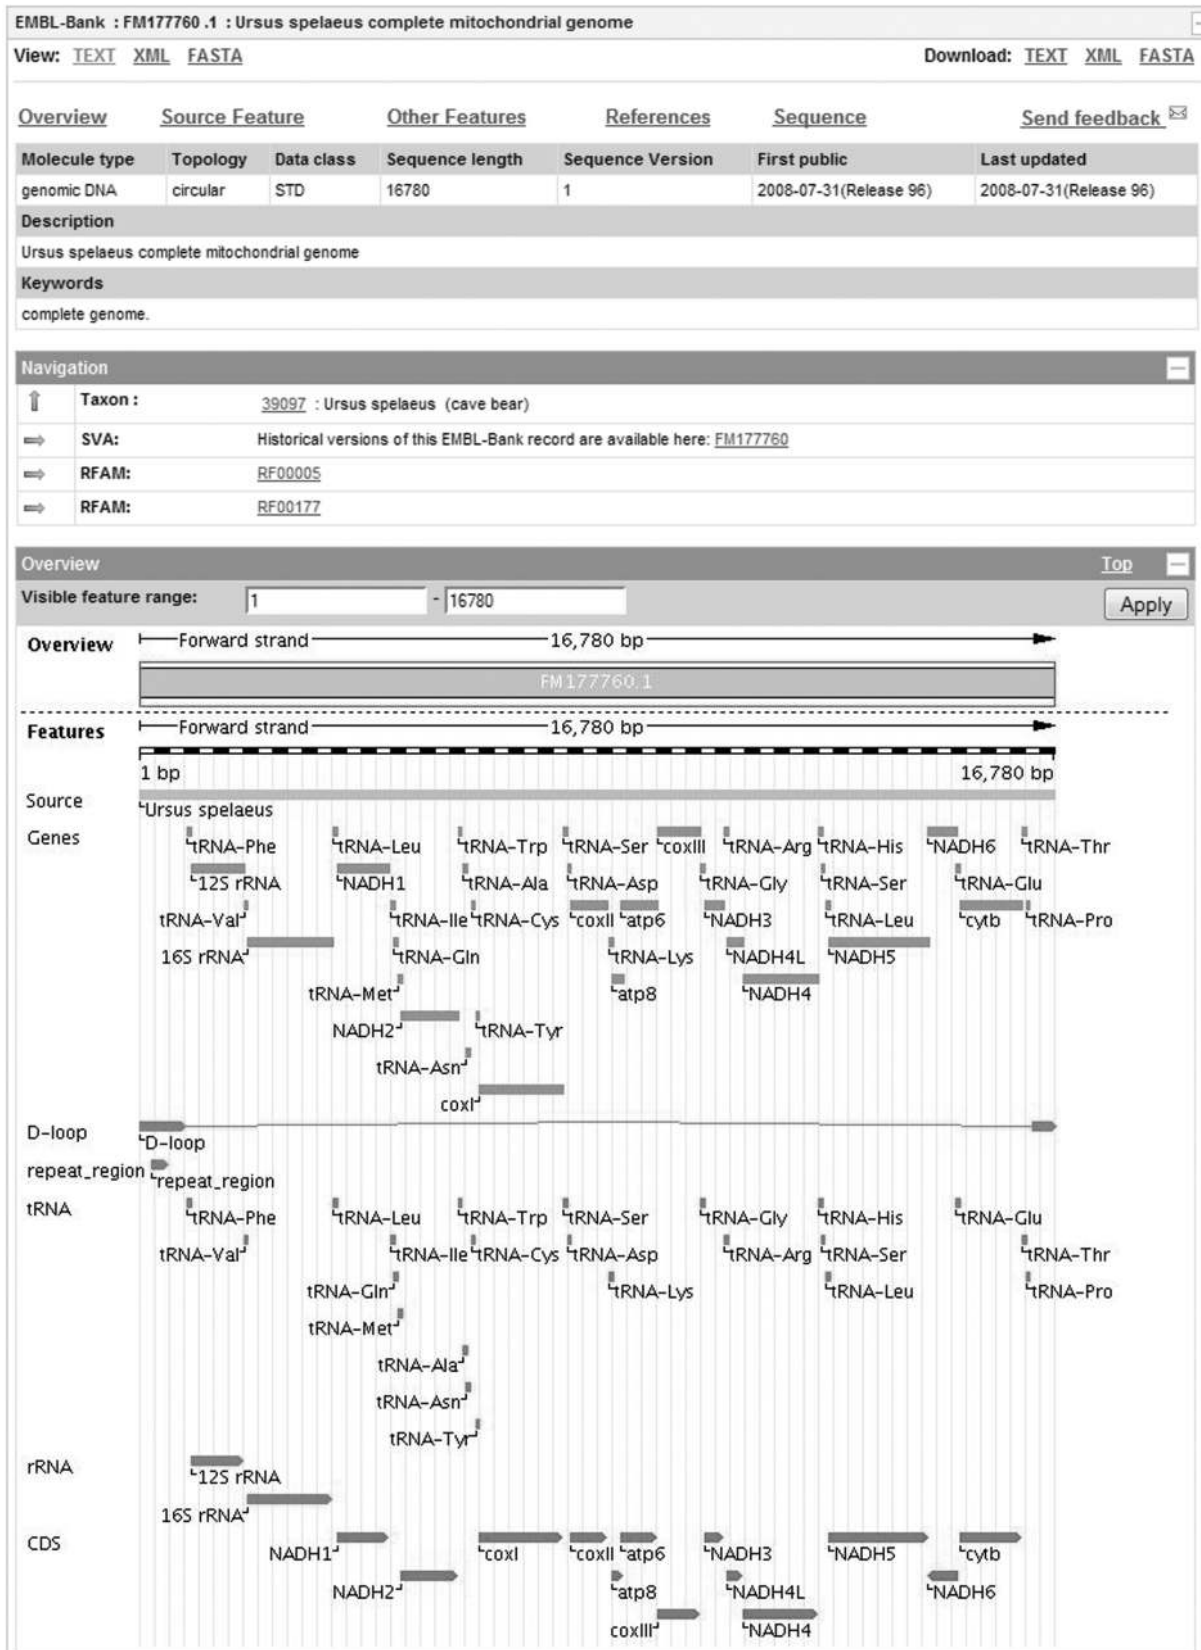 EMBL-Bank : FM177760 .1 : Ursus spelaeus complete mitochondrial genome
View: TEXT XML FASTA Download: TEXT XML FASTA
Overview Source Feature Other Features References Sequence Send feedback
Molecule type Topology Data class Sequence length Sequence Version First public Last updated
genomic DNA circular STD 16780 1 2008-07-31(Release 96) 2008-07-31(Release 96)
Description
Ursus spelaeus complete mitochondrial genome
Keywords
complete genome.
Navigation
Taxon : 39097 : Ursus spelaeus (cave bear)
SVA: Historical versions of this EMBL-Bank record are available here: FM177760
RFAM: RF00005
RFAM: RF00177
Overview Top
Visible feature range: 1 - 16780 Apply
Overview Forward strand 16,780 bp
FM177760.1
Features Forward strand 16,780 bp
1 bp 16,780 bp
Source
Ursus spelaeus
Genes
tRNA-Phe tRNA-Leu tRNA-Trp tRNA-Ser coxIII tRNA-Arg tRNA-His NADH6 tRNA-Thr
12S rRNA NADH1 tRNA-Ala tRNA-Asp tRNA-Gly tRNA-Ser tRNA-Glu
tRNA-Val tRNA-Ile tRNA-Cys coxII atp6 NADH3 tRNA-Leu cytb tRNA-Pro
16S rRNA tRNA-Gln tRNA-Lys NADH4L NADH5
tRNA-Met atp8 NADH4
NADH2 tRNA-Tyr
tRNA-Asn
coxI
D-loop
D-loop
repeat_region
repeat_region
tRNA
tRNA-Phe tRNA-Leu tRNA-Trp tRNA-Ser tRNA-Gly tRNA-His tRNA-Glu
tRNA-Val tRNA-Ile tRNA-Cys tRNA-Asp tRNA-Arg tRNA-Ser tRNA-Thr
tRNA-Gln tRNA-Lys tRNA-Leu tRNA-Pro
tRNA-Met
tRNA-Ala
tRNA-Asn
tRNA-Tyr
rRNA
12S rRNA
16S rRNA
CDS
NADH1 coxI coxII atp6 NADH3 NADH5 cytb
NADH2 atp8 NADH4L NADH6
coxIII NADH4